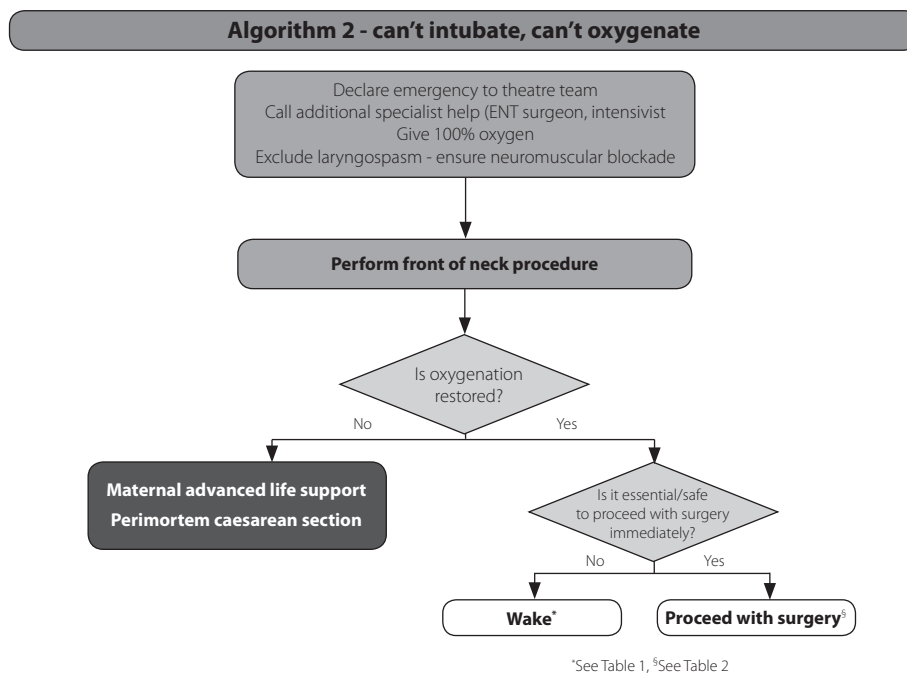 Algorithm 2 - can't intubate, can't oxygenate
Declare emergency to theatre team
Call additional specialist help (ENT surgeon, intensivist
Give 100% oxygen
Exclude laryngospasm - ensure neuromuscular blockade
Perform front of neck procedure
Is oxygenation
restored?
No
Yes
Maternal advanced life support
Perimortem caesarean section
Is it essential/safe
to proceed with surgery
immediately?
No
Yes
Wake*
Proceed with surgery§
*See Table 1, §See Table 2